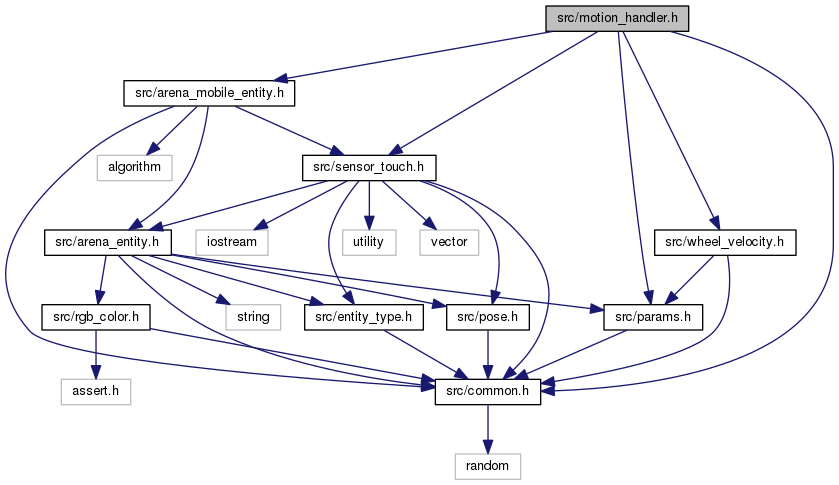 src/motion_handler.h
src/arena_mobile_entity.h
algorithm
src/sensor_touch.h
src/arena_entity.h
iostream
utility
vector
src/wheel_velocity.h
src/rgb_color.h
string
src/entity_type.h
src/pose.h
src/params.h
assert.h
src/common.h
random